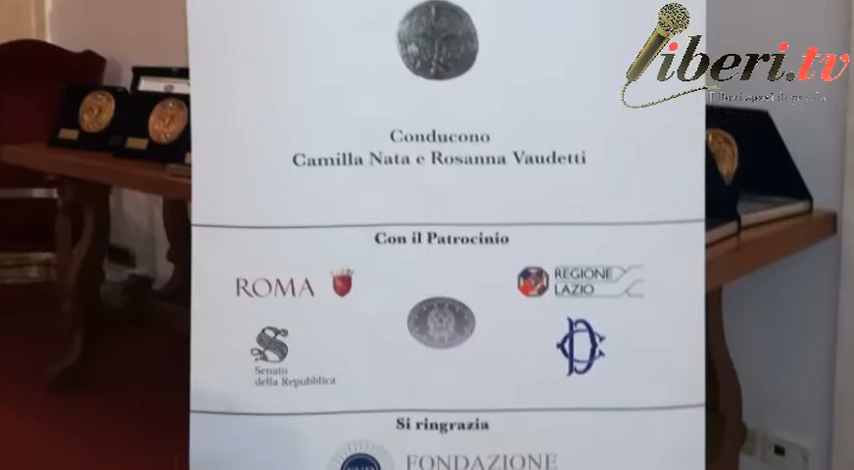 liberi.tv
Conducono
Camilla Nata e Rosanna Vaudetti
Con il Patrocinio
ROMA
REGIONE
LAZIO
Senato
della Repubblica
Si ringrazia
FONDAZIONE